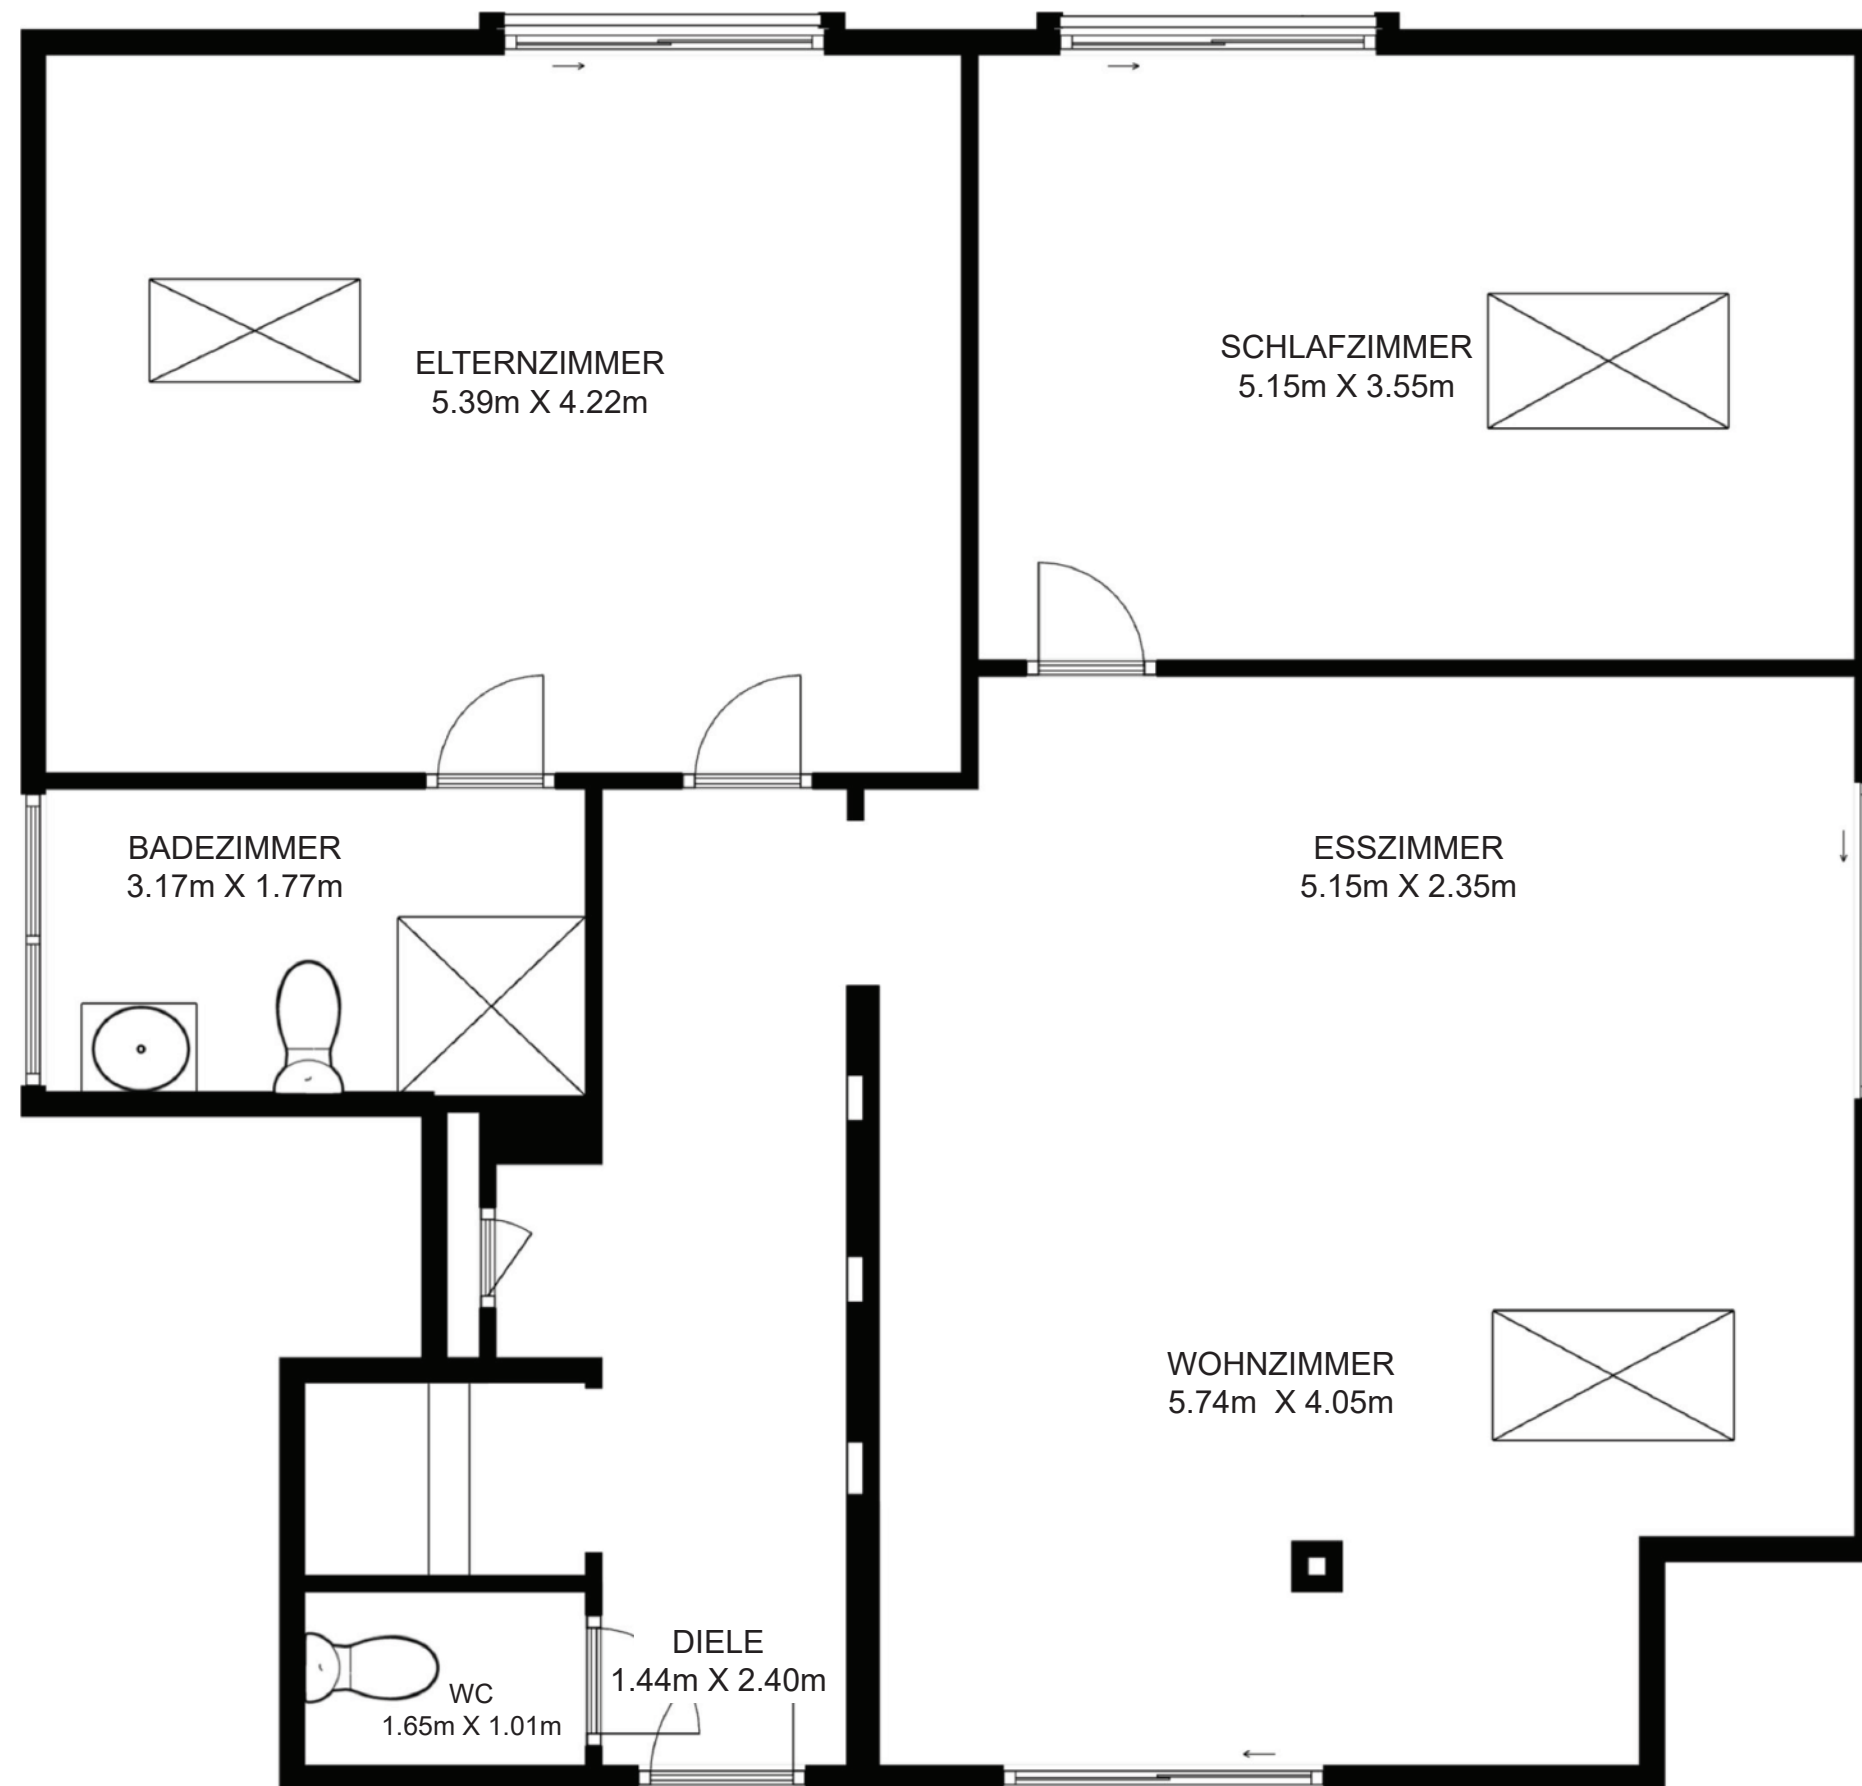 SCHLAFZIMMER
5.15m X 3.55m
ELTERNZIMMER
5.39m X 4.22m
BADEZIMMER
3.17m X 1.77m
ESSZIMMER
5.15m X 2.35m
WOHNZIMMER
5.74m X 4.05m
DIELE
1.44m X 2.40m
WC
1.65m X 1.01m